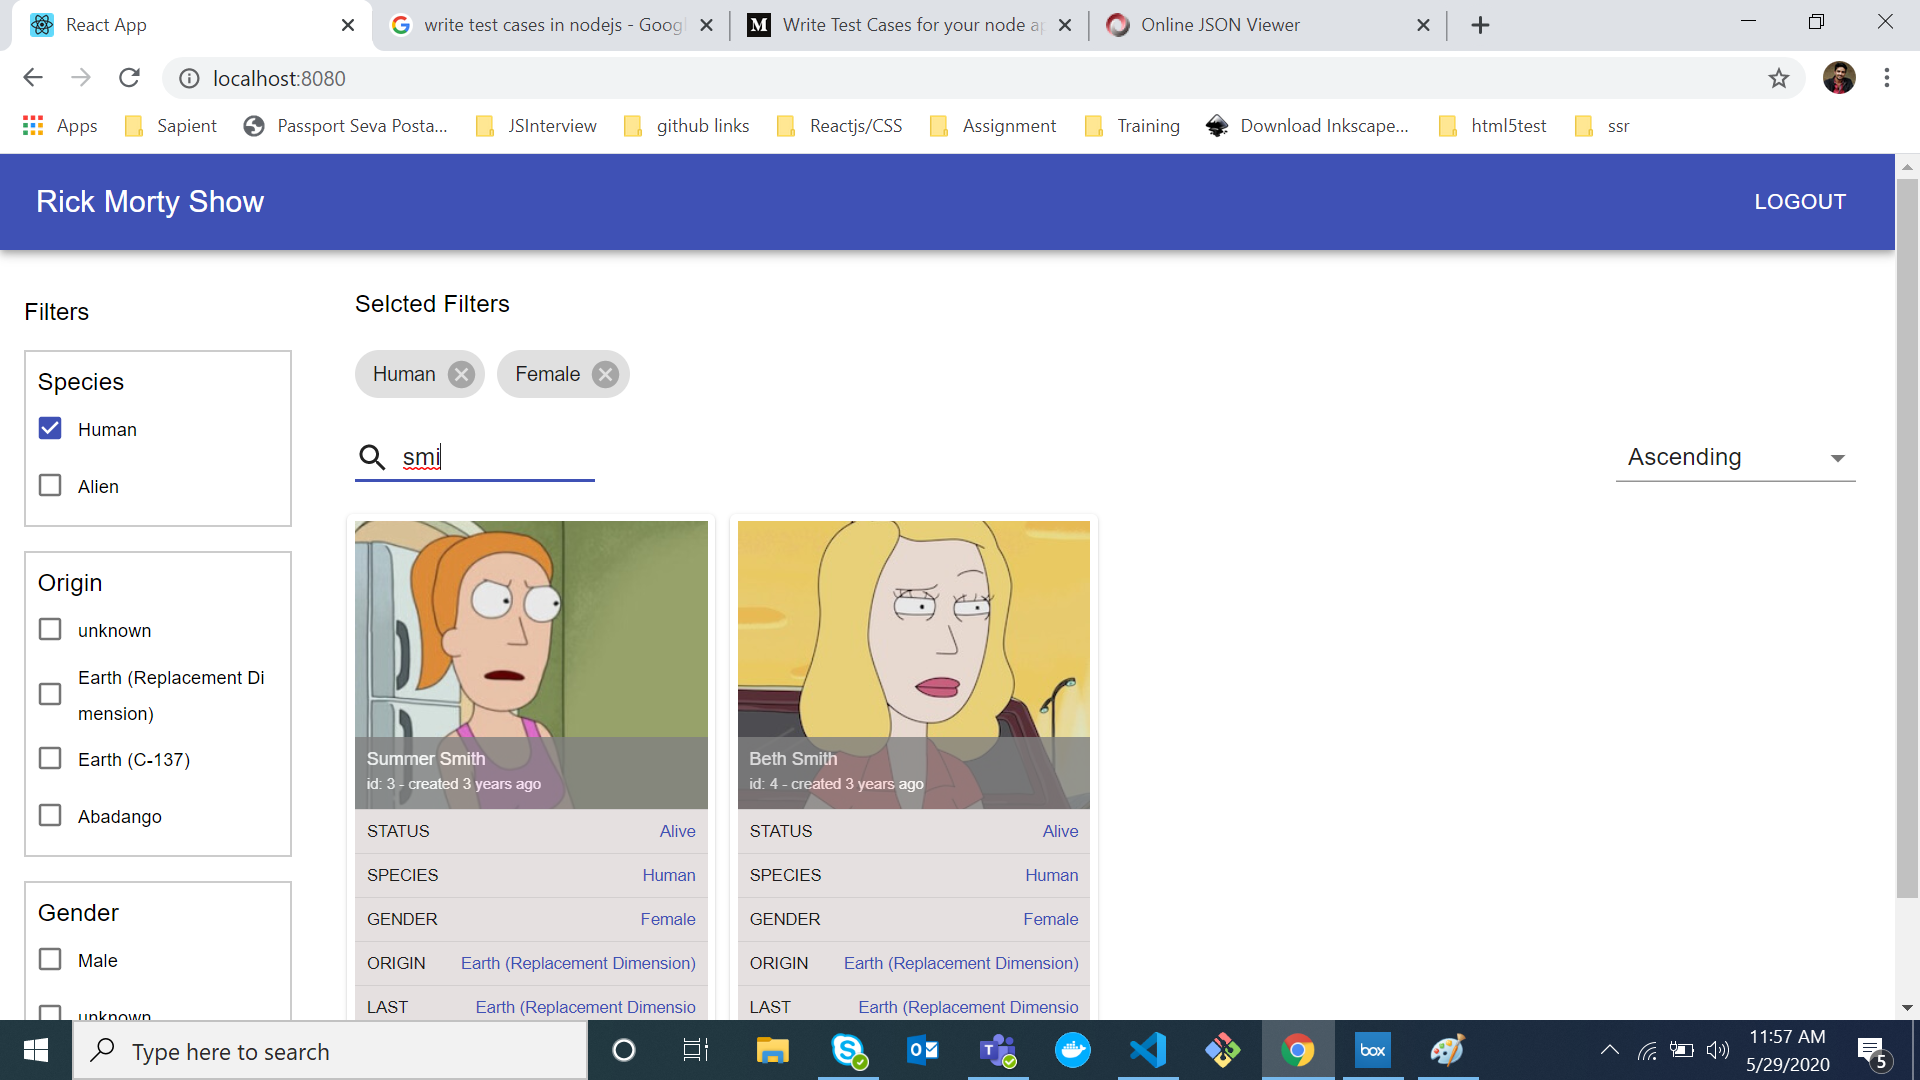 React App
write test cases in nodejs - Goog
Write Test Cases for your node a
Online JSON Viewer
localhost:8080
Apps
Sapient
Passport Seva Posta...
JSInterview
github links
Reactjs/CSS
Assignment
Training
Download Inkscape...
html5test
ssr
Rick Morty Show
LOGOUT
Filters
Species
Human
Alien
Origin
unknown
Earth (Replacement Di
mension)
Earth (C-137)
Abadango
Gender
Male
unknown
Selcted Filters
Human
Female
smi
Ascending
Summer Smith
id: 3 - created 3 years ago
STATUS Alive
SPECIES Human
GENDER Female
ORIGIN Earth (Replacement Dimension)
LAST Earth (Replacement Dimensio
Beth Smith
id: 4 - created 3 years ago
STATUS Alive
SPECIES Human
GENDER Female
ORIGIN Earth (Replacement Dimension)
LAST Earth (Replacement Dimensio
Type here to search
box
11:57 AM
5/29/2020
5